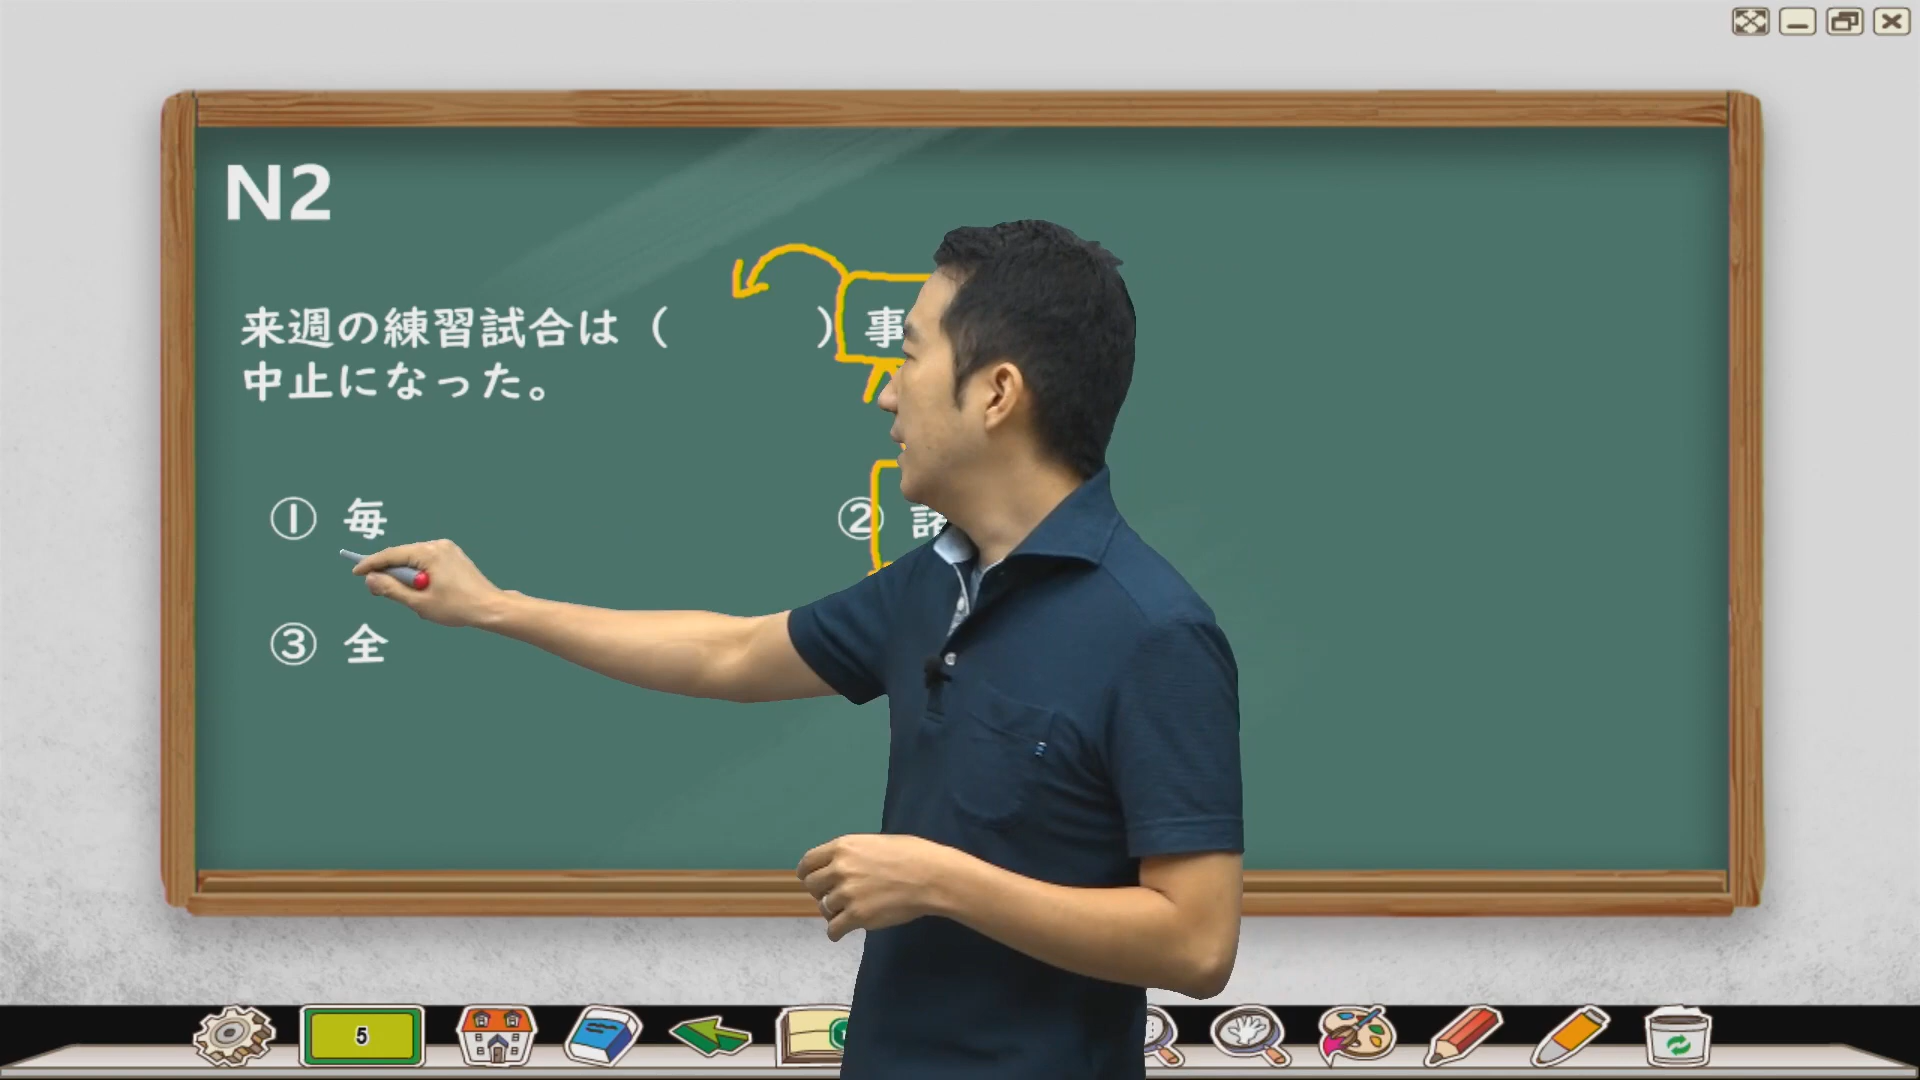 N2
来週の練習試合は（　　　）事
中止になった。
① 毎
② 諸
③ 全
5